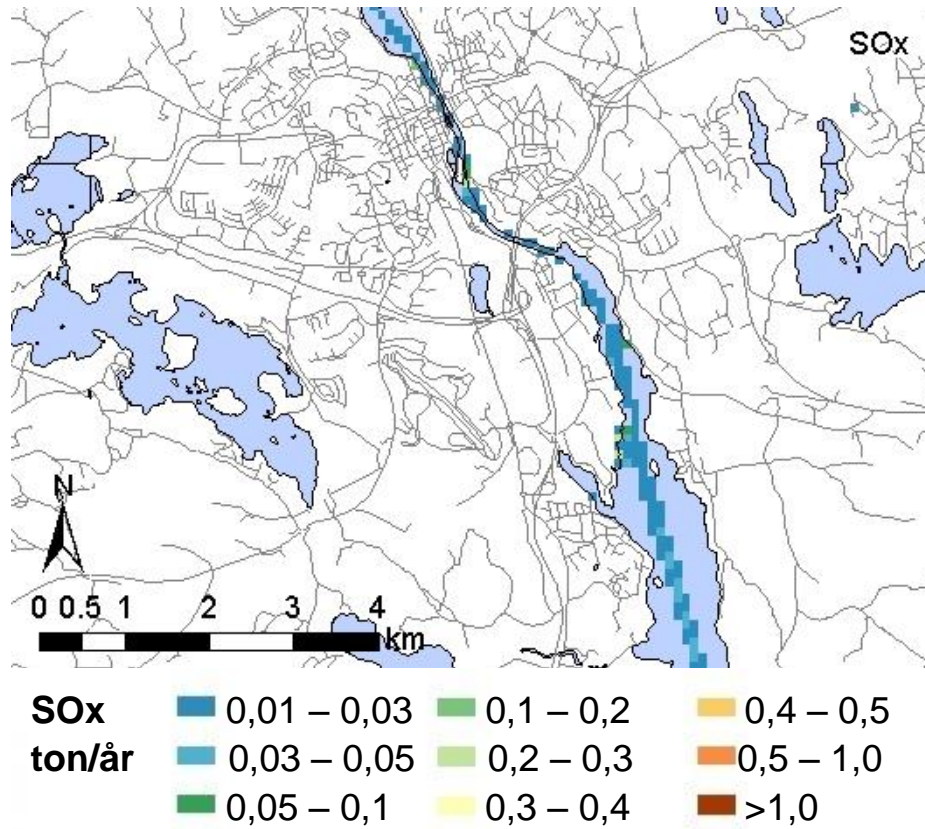 SOx
N
0 0.5 1 2 3 4
km
SOx ton/år
0,01 – 0,03
0,03 – 0,05
0,05 – 0,1
0,1 – 0,2
0,2 – 0,3
0,3 – 0,4
0,4 – 0,5
0,5 – 1,0
>1,0